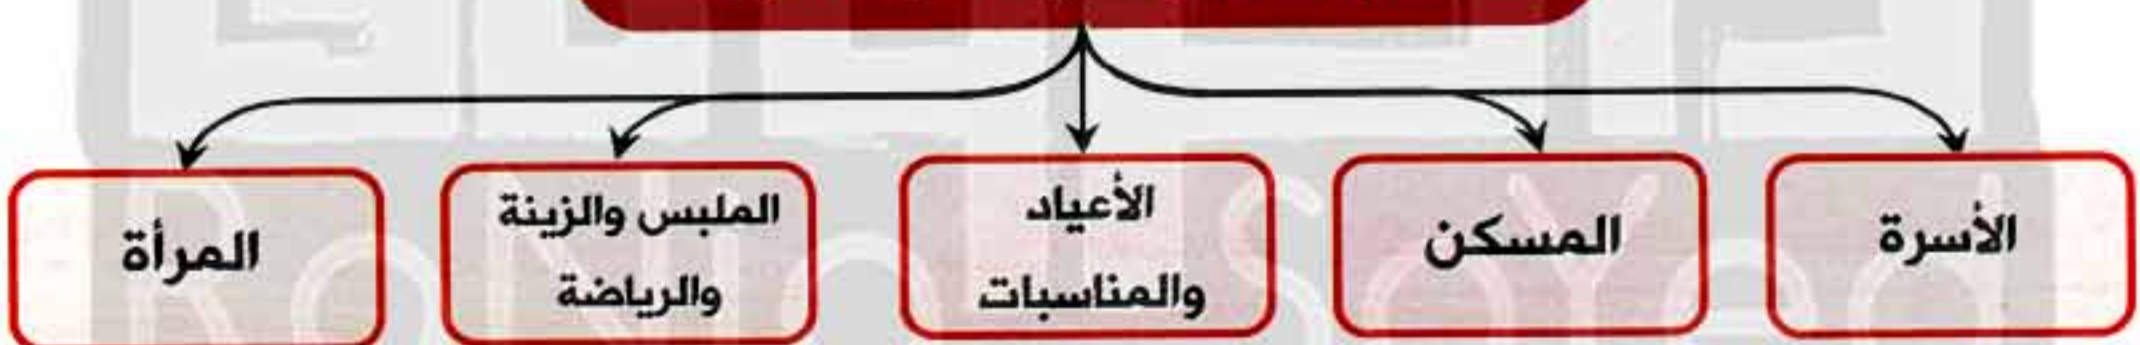 الأسرة
المسكن
الأعياد
والمناسبات
الملبس والزينة
والرياضة
المرأة